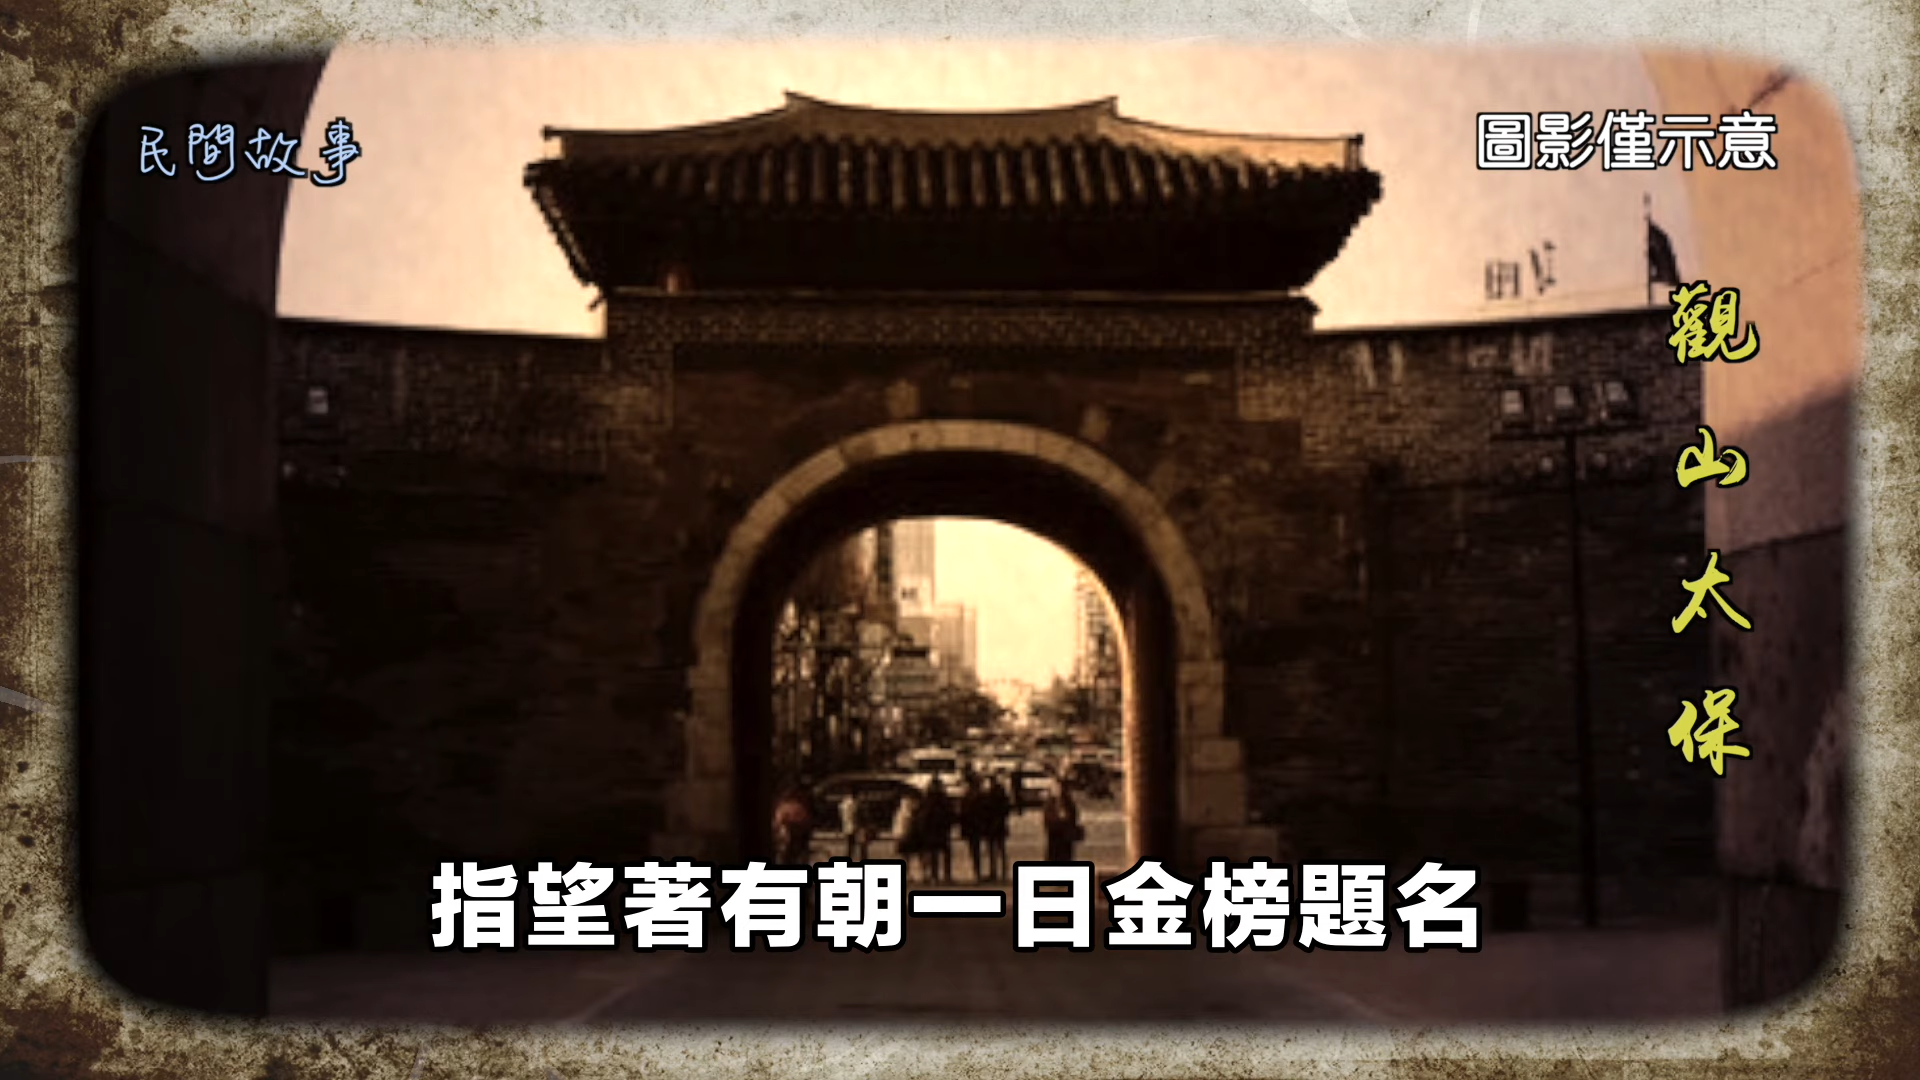 民間故事
圖影僅示意
觀山太保
指望著有朝一日金榜題名